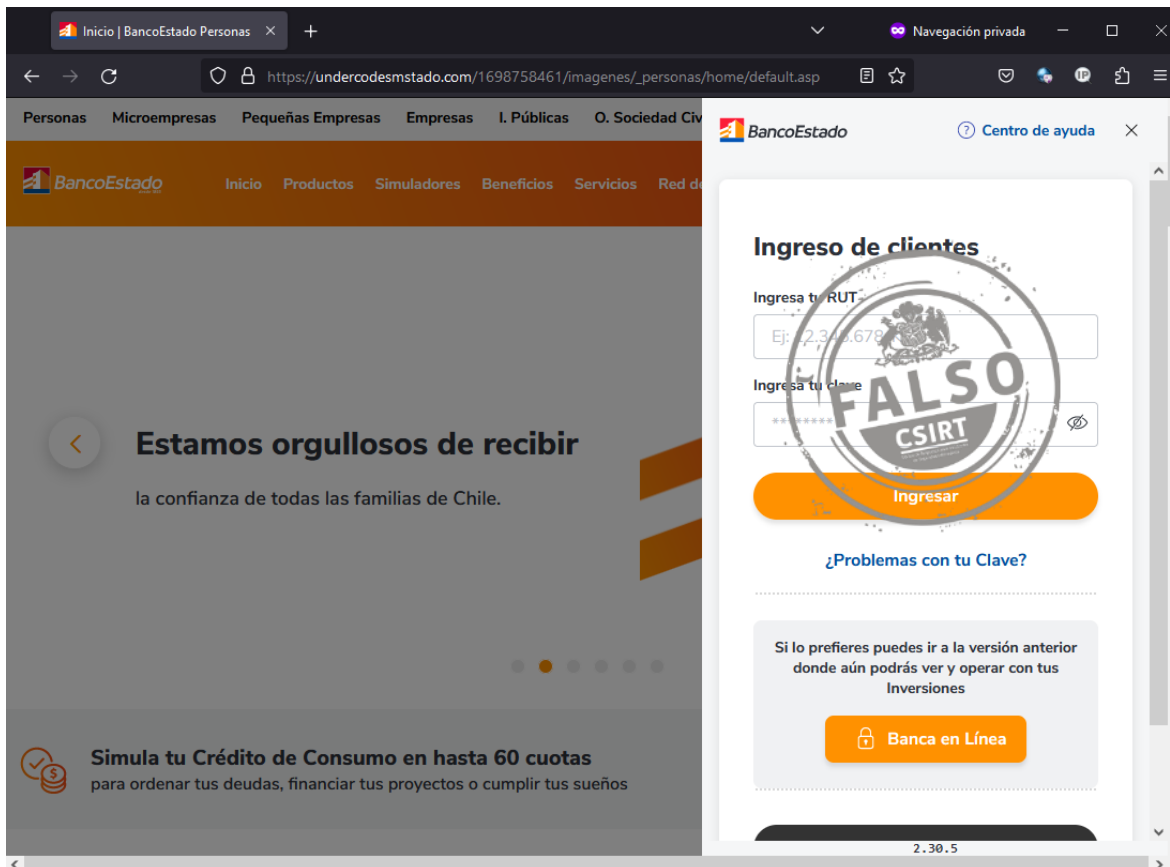 Inicio | BancoEstado Personas
Navegación privada
https://undercodesmstado.com/1698758461/imagenes/_personas/home/default.asp
Personas Microempresas Pequeñas Empresas Empresas I. Públicas O. Sociedad Civ
BancoEstado
Inicio Productos Simuladores Beneficios Servicios Red de
Estamos orgullosos de recibir
la confianza de todas las familias de Chile.
Simula tu Crédito de Consumo en hasta 60 cuotas
para ordenar tus deudas, financiar tus proyectos o cumplir tus sueños
BancoEstado
Centro de ayuda
Ingreso de clientes
Ingresa tu RUT
Ej: 12.345.678
Ingresa tu clave
********
FALSO
CSIRT
Ingresar
¿Problemas con tu Clave?
Si lo prefieres puedes ir a la versión anterior
donde aún podrás ver y operar con tus
Inversiones
Banca en Línea
2.30.5